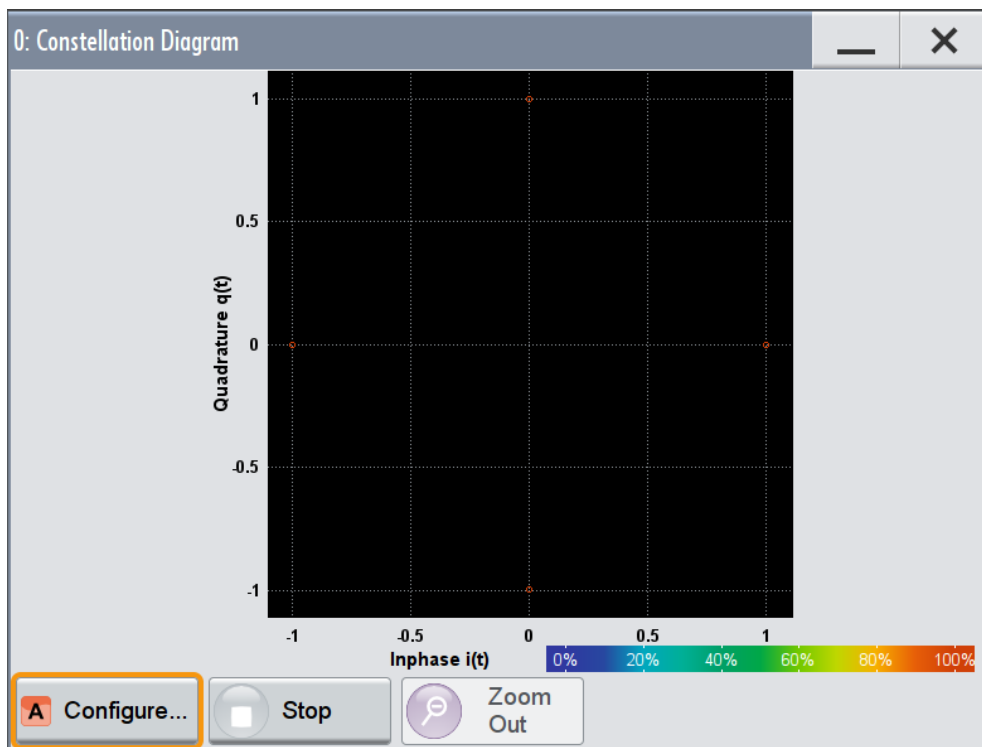 0: Constellation Diagram
1
0.5
0
-0.5
-1
Quadrature q(t)
-1 -0.5 0 0.5 1
Inphase i(t)
0% 20% 40% 60% 80% 100%
A Configure...
Stop
Zoom
Out